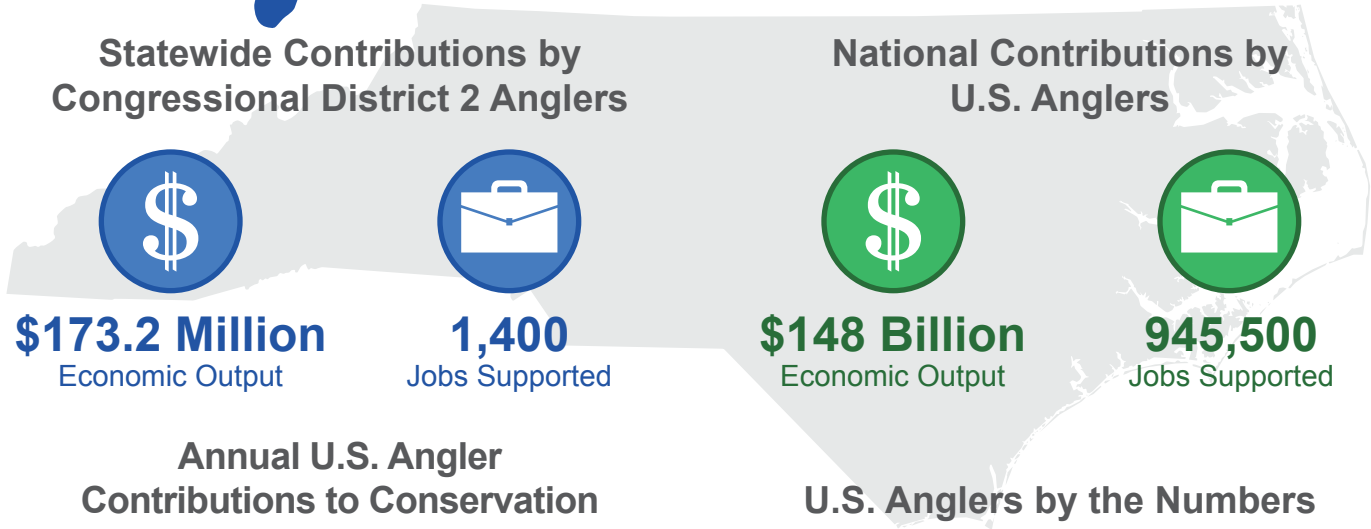 Statewide Contributions by
Congressional District 2 Anglers
$
$173.2 Million
Economic Output
1,400
Jobs Supported
National Contributions by
U.S. Anglers
$
$148 Billion
Economic Output
945,500
Jobs Supported
Annual U.S. Angler
Contributions to Conservation
U.S. Anglers by the Numbers